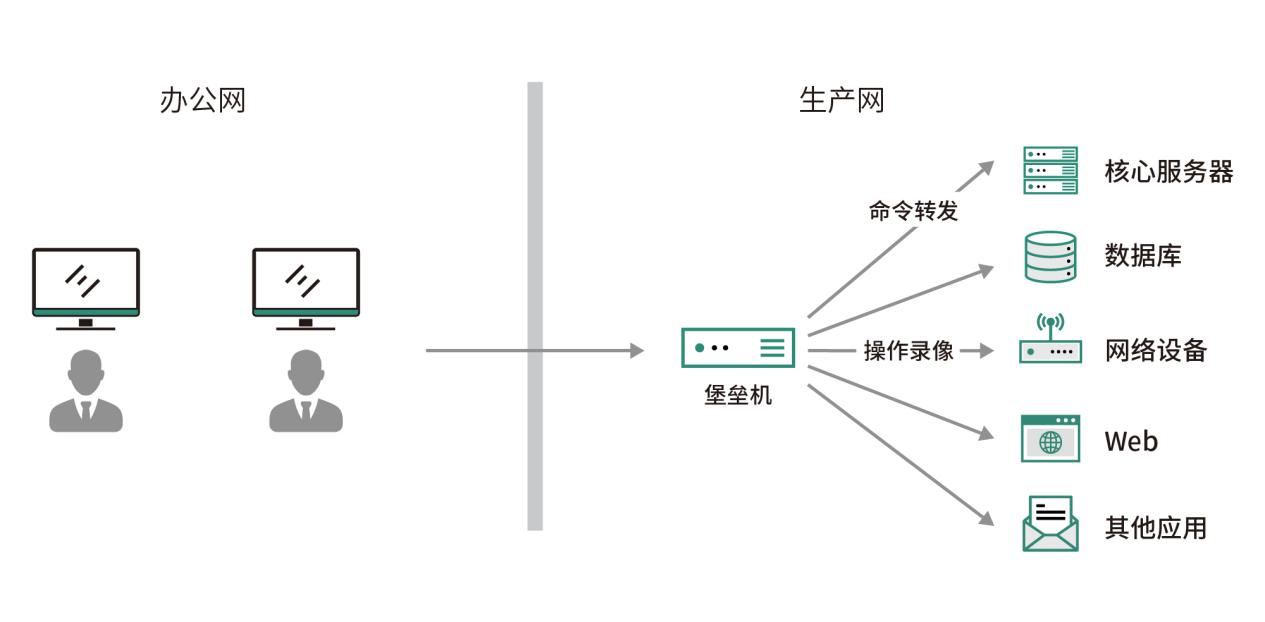 办公网
生产网
核心服务器
命令转发
数据库
操作录像
网络设备
堡垒机
Web
其他应用